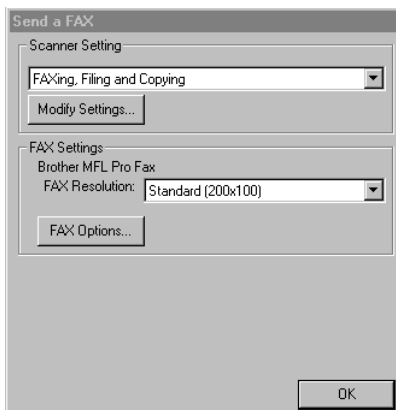 Send a FAX
Scanner Setting
FAXing, Filing and Copying
Modify Settings...
FAX Settings
Brother MFL Pro Fax
FAX Resolution: Standard (200x100)
FAX Options...
OK